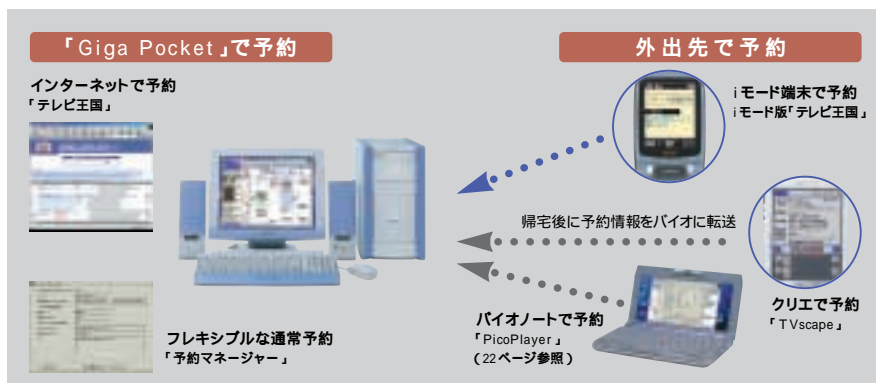 「Giga Pocket」で予約
インターネットで予約
「テレビ王国」
フレキシブルな通常予約
「予約マネージャー」
外出先で予約
iモード端末で予約
iモード版「テレビ王国」
帰宅後に予約情報をバイオに転送
クリエで予約
「TVscape」
バイオノートで予約
「PicoPlayer」
(22ページ参照)